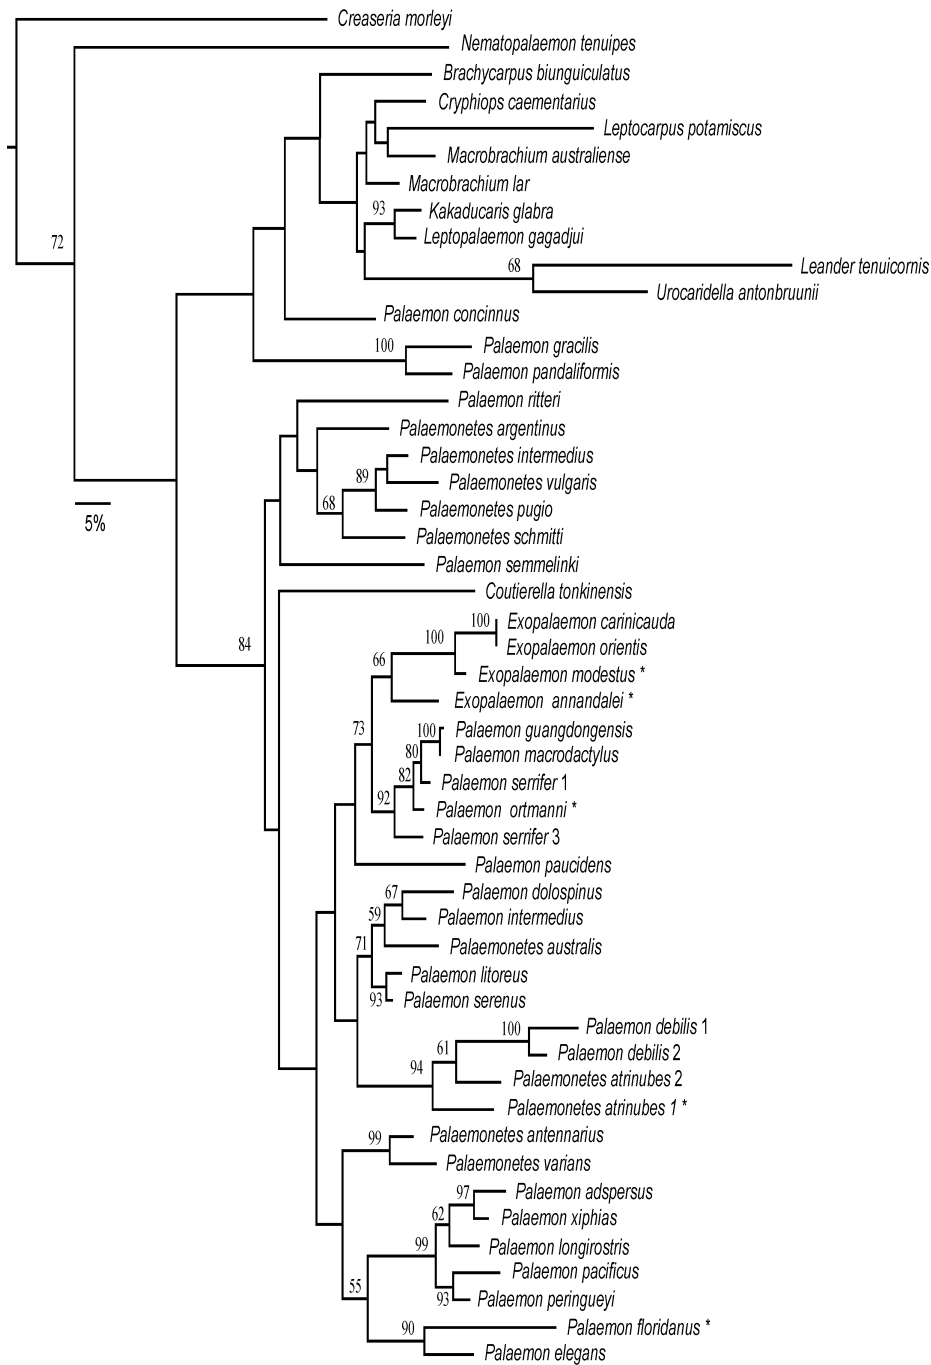 Creaseria morleyi
Nematopalaemon tenuipes
Brachycarpus biunguiculatus
Cryphiops caementarius
Leptocarpus potamiscus
Macrobrachium australiense
Macrobrachium lar
93
Kakaducaris glabra
Leptopalaemon gagadjui
72
68
Leander tenuicornis
Urocaridella antonbruunii
Palaemon concinnus
100
Palaemon gracilis
Palaemon pandaliformis
Palaemon ritteri
Palaemonetes argentinus
Palaemonetes intermedius
89
Palaemonetes vulgaris
68
Palaemonetes pugio
5%
Palaemonetes schmitti
Palaemon semmelinki
Coutierella tonkinensis
100
Exopalaemon carinicauda
100
Exopalaemon orientis
84
66
Exopalaemon modestus *
Exopalaemon annandalei *
73
100
Palaemon guangdongensis
80
Palaemon macrodactylus
82
Palaemon serrifer 1
92
Palaemon ortmanni *
Palaemon serrifer 3
Palaemon paucidens
67
Palaemon dolospinus
59
Palaemon intermedius
71
Palaemonetes australis
Palaemon litoreus
93
Palaemon serenus
100
Palaemon debilis 1
61
Palaemon debilis 2
94
Palaemonetes atrinubes 2
Palaemonetes atrinubes 1 *
99
Palaemonetes antennarius
Palaemonetes varians
97
Palaemon adspersus
62
Palaemon xiphias
99
Palaemon longirostris
55
Palaemon pacificus
93
Palaemon peringueyi
90
Palaemon floridanus *
Palaemon elegans